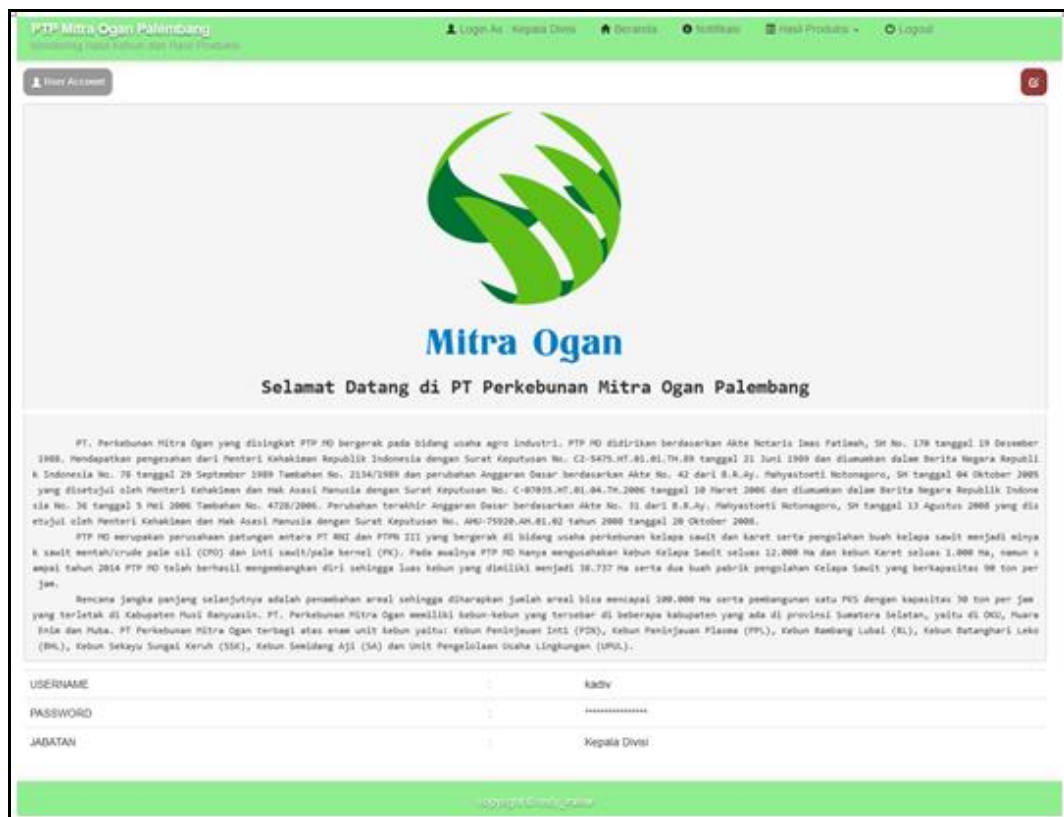 PTP Mitra Ogan Palembang
Monitoring Hasil Kebun dan Hasil Produksi
Login As : Kepala Divisi
Beranda
Notifikasi
Hasil Produksi
Logout
User Account
Mitra Ogan
Selamat Datang di PT Perkebunan Mitra Ogan Palembang
PT. Perkebunan Mitra Ogan yang disingkat PTP MO bergerak pada bidang usaha agro industri. PTP MO didirikan berdasarkan Akte Notaris Imas Fatimah, SH No. 170 tanggal 19 Desember
1988. Mendapatkan pengesahan dari Menteri Kehakiman Republik Indonesia dengan Surat Keputusan No. C2-5475.HT.01.01.TH.89 tanggal 21 Juni 1989 dan diumumkan dalam Berita Negara Republi
k Indonesia No. 78 tanggal 29 September 1989 Tambahan No. 2134/1989 dan perubahan Anggaran Dasar berdasarkan Akte No. 42 dari B.R.Ay. Mahyastoeti Notonagoro, SH tanggal 04 Oktober 2005
yang disetujui oleh Menteri Kehakiman dan Hak Asasi Manusia dengan Surat Keputusan No. C-07035.HT.01.04.TH.2006 tanggal 10 Maret 2006 dan diumumkan dalam Berita Negara Republik Indone
sia No. 36 tanggal 5 Mei 2006 Tambahan No. 4728/2006. Perubahan terakhir Anggaran Dasar berdasarkan Akte No. 31 dari B.R.Ay. Mahyastoeti Notonagoro, SH tanggal 13 Agustus 2008 yang dis
etujui oleh Menteri Kehakiman dan Hak Asasi Manusia dengan Surat Keputusan No. AHU-75920.AH.01.02 tahun 2008 tanggal 20 Oktober 2008.
PTP MO merupakan perusahaan patungan antara PT RNI dan PTPN III yang bergerak di bidang usaha perkebunan kelapa sawit dan karet serta pengolahan buah kelapa sawit menjadi minya
k sawit mentah/crude palm oil (CPO) dan inti sawit/pale kernel (PK). Pada awalnya PTP MO hanya mengusahakan kebun Kelapa Sawit seluas 12.000 Ha dan kebun Karet seluas 1.000 Ha, namun s
ampai tahun 2014 PTP MO telah berhasil mengembangkan diri sehingga luas kebun yang dimiliki menjadi 38.737 Ha serta dua buah pabrik pengolahan Kelapa Sawit yang berkapasitas 90 ton per
jam.
Rencana jangka panjang selanjutnya adalah penambahan areal sehingga diharapkan jumlah areal bisa mencapai 100.000 Ha serta pembangunan satu PKS dengan kapasitas 30 ton per jam
yang terletak di Kabupaten Musi Banyuasin. PT. Perkebunan Mitra Ogan memiliki kebun-kebun yang tersebar di beberapa kabupaten yang ada di provinsi Sumatera Selatan, yaitu di OKU, Muara
Enim dan Muba. PT Perkebunan Mitra Ogan terbagi atas enam unit kebun yaitu: Kebun Peninjauan Inti (PIN), Kebun Peninjauan Plasma (PPL), Kebun Rambang Lubai (RL), Kebun Batanghari Leko
(BHL), Kebun Sekayu Sungai Keruh (SSK), Kebun Semidang Aji (SA) dan Unit Pengelolaan Usaha Lingkungan (UPUL).
USERNAME : kadiv
PASSWORD : ****************
JABATAN : Kepala Divisi